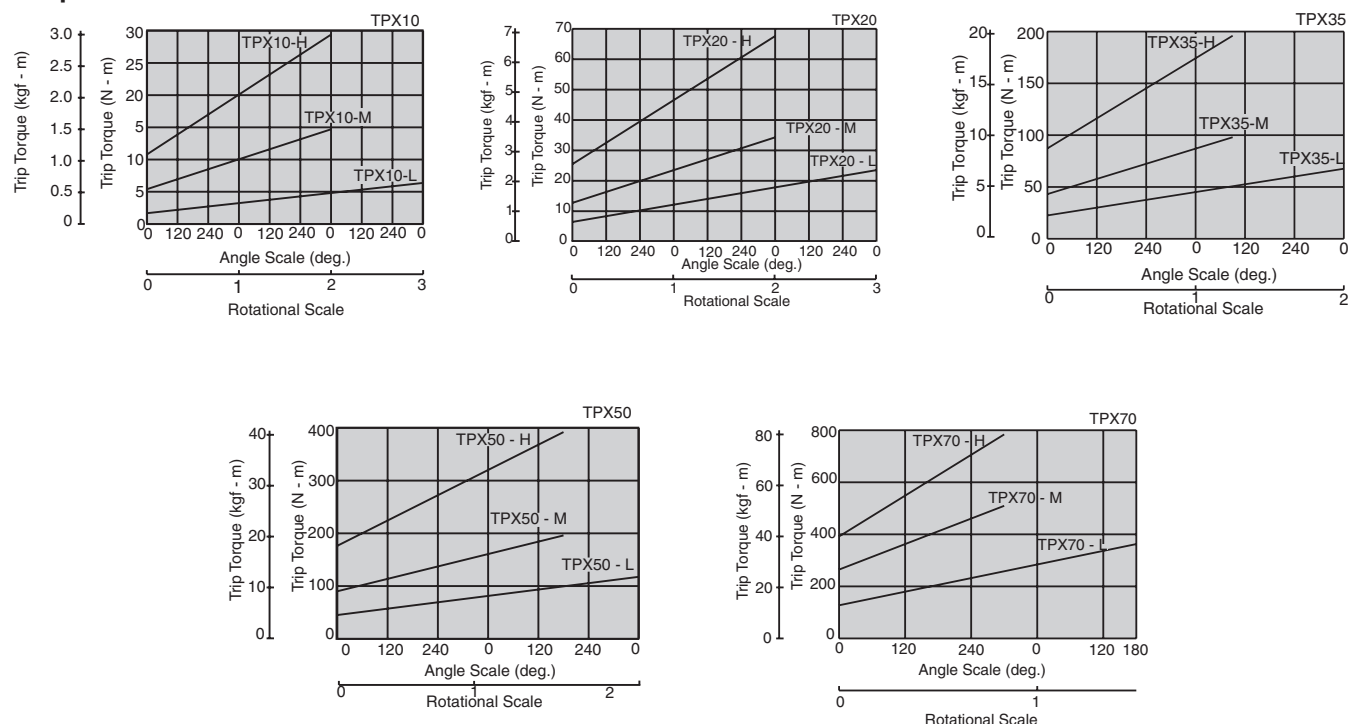 TPX10
Trip Torque (kgf - m)
3.0
2.5
2.0
1.5
1.0
0.5
0
Trip Torque (N - m)
30
25
20
5
10
5
0
TPX10-H
TPX10-M
TPX10-L
0 120 240 0 120 240 0 120 240 0
Angle Scale (deg.)
0 1 2 3
Rotational Scale
TPX20
Trip Torque (kgf - m)
7
6
5
4
3
2
1
0
Trip Torque (N - m)
70
60
50
40
30
20
10
0
TPX20 - H
TPX20 - M
TPX20 - L
0 120 240 0 120 240 0 120 240 0
Angle Scale (deg.)
0 1 2 3
Rotational Scale
TPX35
Trip Torque (kgf - m)
20
15
10
5
0
Trip Torque (N - m)
200
150
100
50
0
TPX35-H
TPX35-M
TPX35-L
0 120 240 0 120 240 0
Angle Scale (deg.)
0 1 2
Rotational Scale
TPX50
Trip Torque (kgf - m)
40
30
20
10
0
Trip Torque (N - m)
400
300
200
100
0
TPX50 - H
TPX50 - M
TPX50 - L
0 120 240 0 120 240 0
Angle Scale (deg.)
0 1 2
Rotational Scale
TPX70
Trip Torque (kgf - m)
80
60
40
20
0
Trip Torque (N - m)
800
600
400
200
0
TPX70 - H
TPX70 - M
TPX70 - L
0 120 240 0 120 180
Angle Scale (deg.)
0 1
Rotational Scale